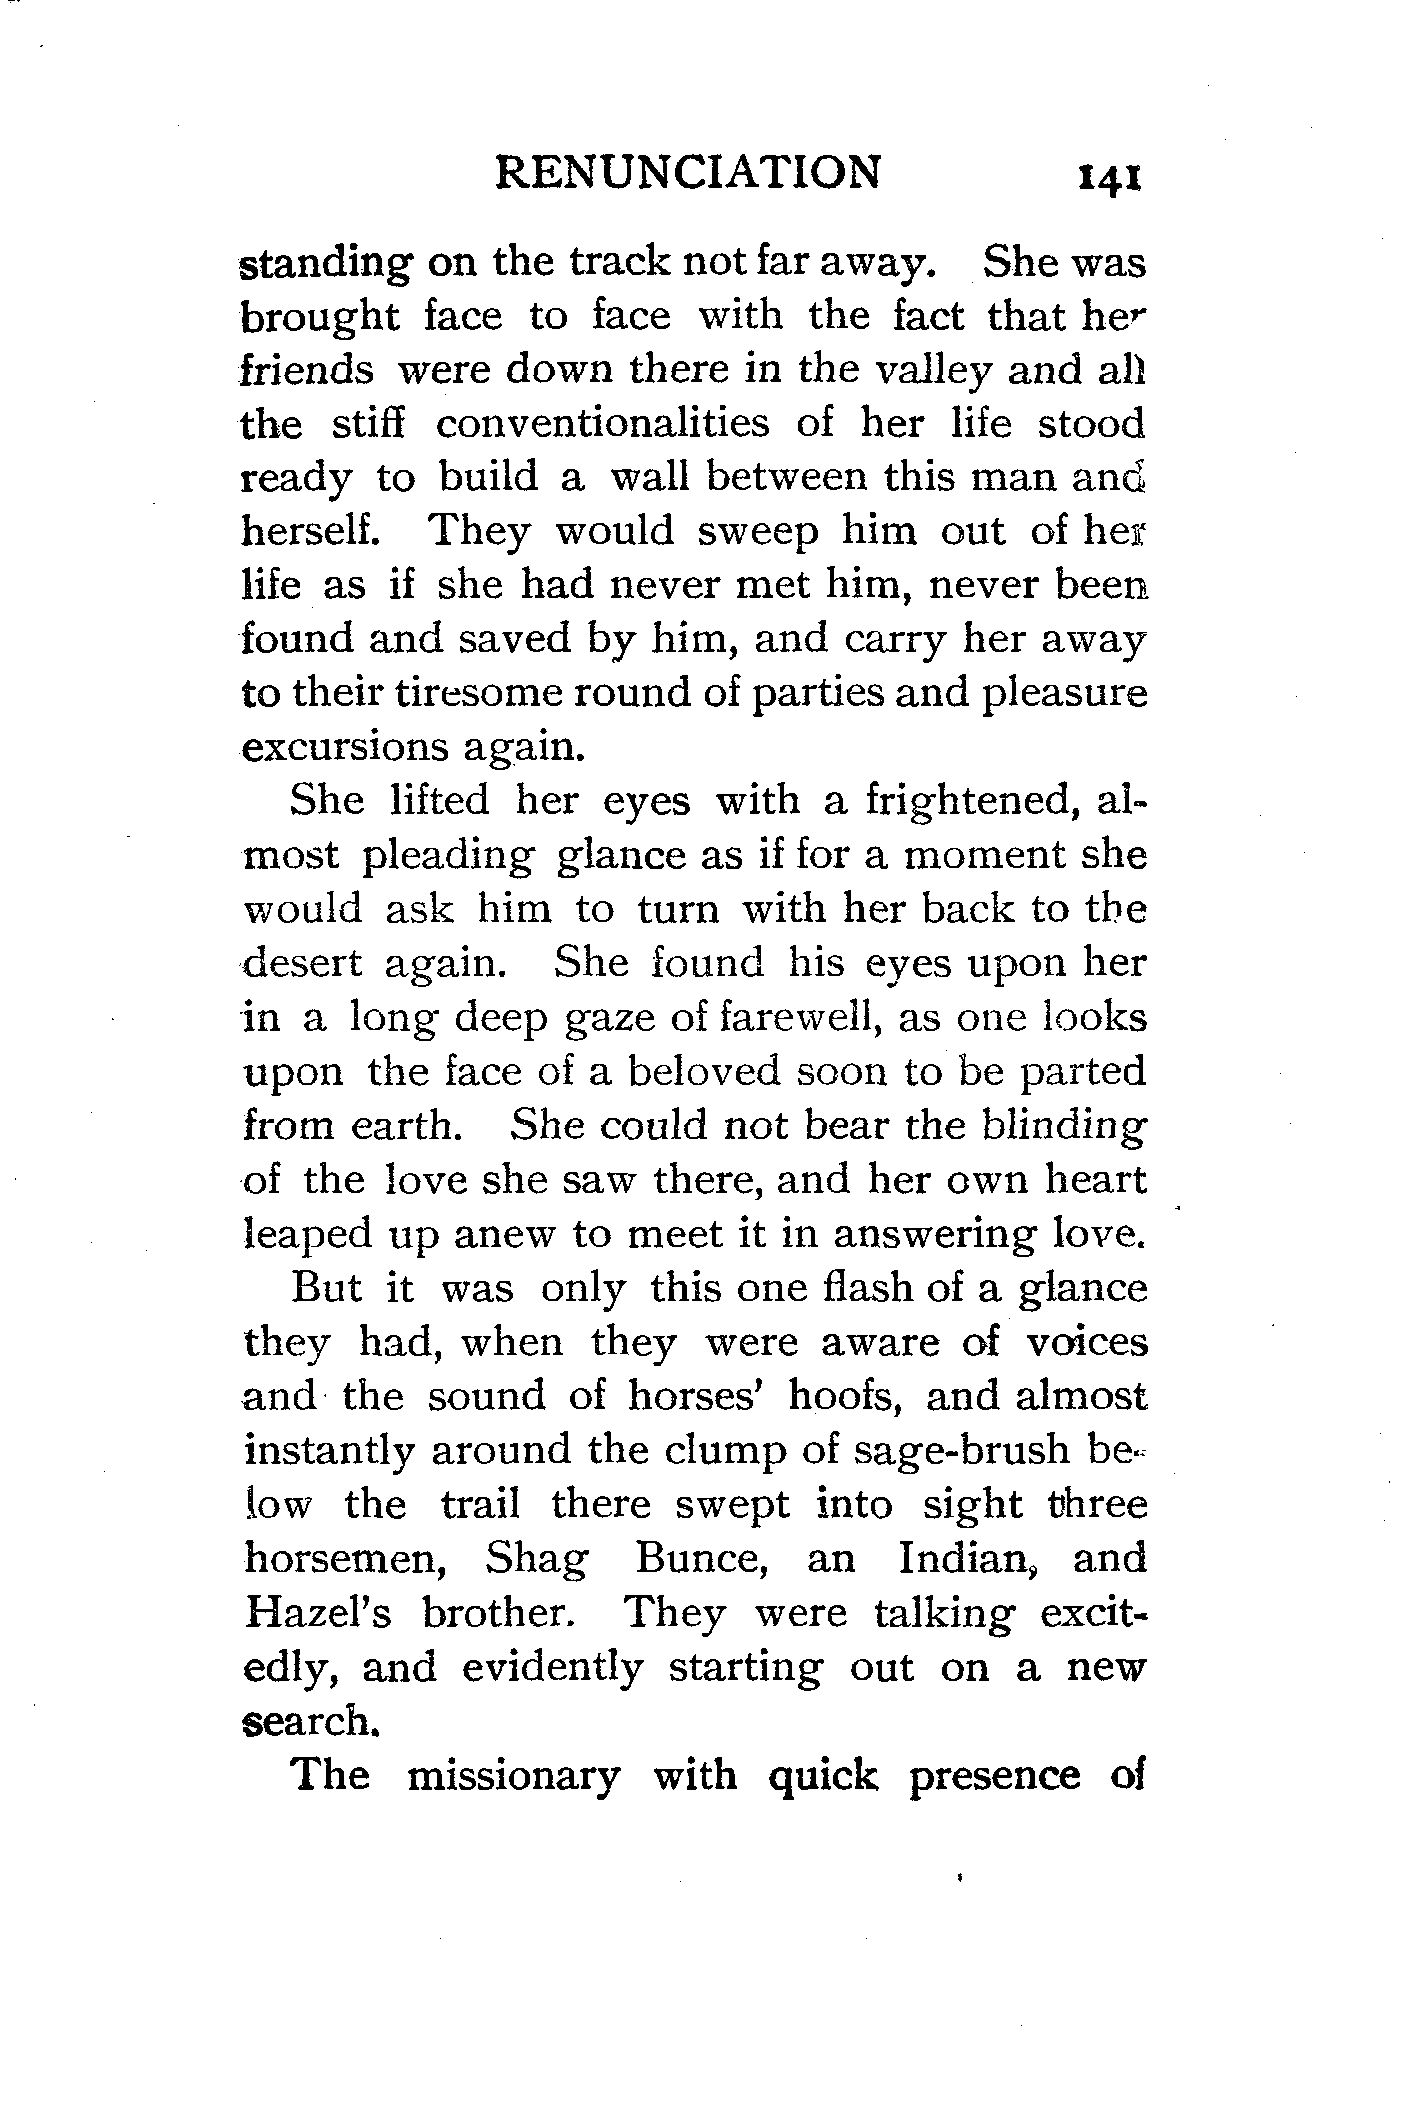 RENUNCIATION 141
standing on the track not far away. She was
brought face to face with the fact that her
friends were down there in the valley and all
the stiff conventionalities of her life stood
ready to build a wall between this man and
herself. They would sweep him out of her
life as if she had never met him, never been
found and saved by him, and carry her away
to their tiresome round of parties and pleasure
excursions again.
She lifted her eyes with a frightened, al-
most pleading glance as if for a moment she
would ask him to turn with her back to the
desert again. She found his eyes upon her
in a long deep gaze of farewell, as one looks
upon the face of a beloved soon to be parted
from earth. She could not bear the blinding
of the love she saw there, and her own heart
leaped up anew to meet it in answering love.
But it was only this one flash of a glance
they had, when they were aware of voices
and the sound of horses' hoofs, and almost
instantly around the clump of sage-brush be-
low the trail there swept into sight three
horsemen, Shag Bunce, an Indian, and
Hazel's brother. They were talking excit-
edly, and evidently starting out on a new
search.
The missionary with quick presence of